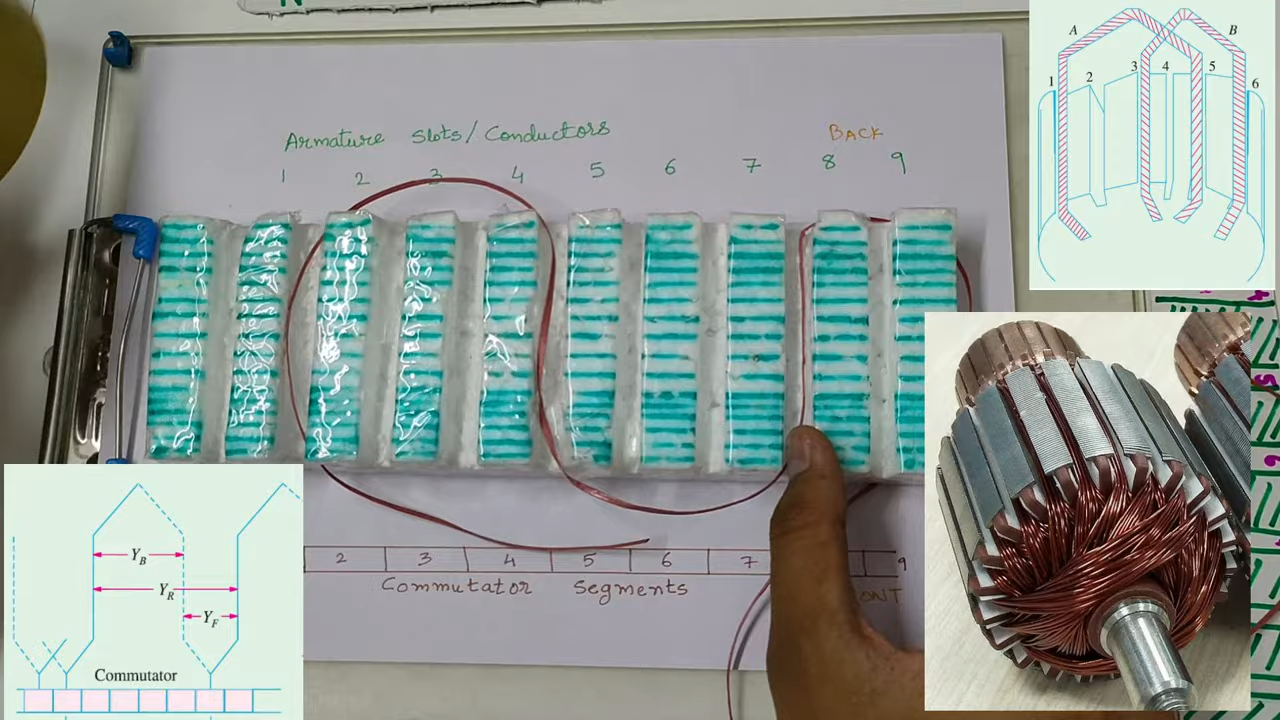 N
Armature Slots/Conductors
BACK
1 2 3 4 5 6 7 8 9
2 3 4 5 6 7 9
Commutator Segments
ONT
A B
1 2 3 4 5 6
Y_B
Y_R
Y_F
Commutator